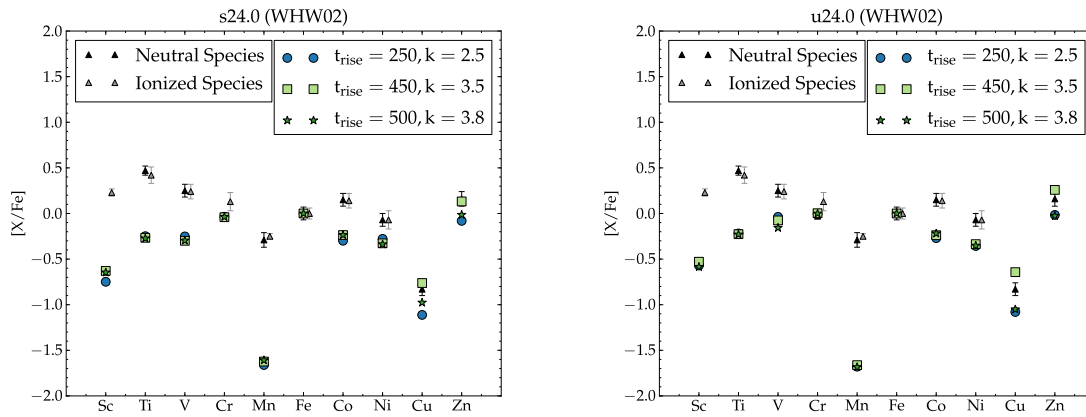 s24.0 (WHW02)
2.0
1.5
1.0
0.5
0.0
−0.5
−1.0
−1.5
−2.0
[X/Fe]
Neutral Species
Ionized Species
t_rise = 250, k = 2.5
t_rise = 450, k = 3.5
t_rise = 500, k = 3.8
Sc Ti V Cr Mn Fe Co Ni Cu Zn
u24.0 (WHW02)
2.0
1.5
1.0
0.5
0.0
−0.5
−1.0
−1.5
−2.0
[X/Fe]
Neutral Species
Ionized Species
t_rise = 250, k = 2.5
t_rise = 450, k = 3.5
t_rise = 500, k = 3.8
Sc Ti V Cr Mn Fe Co Ni Cu Zn